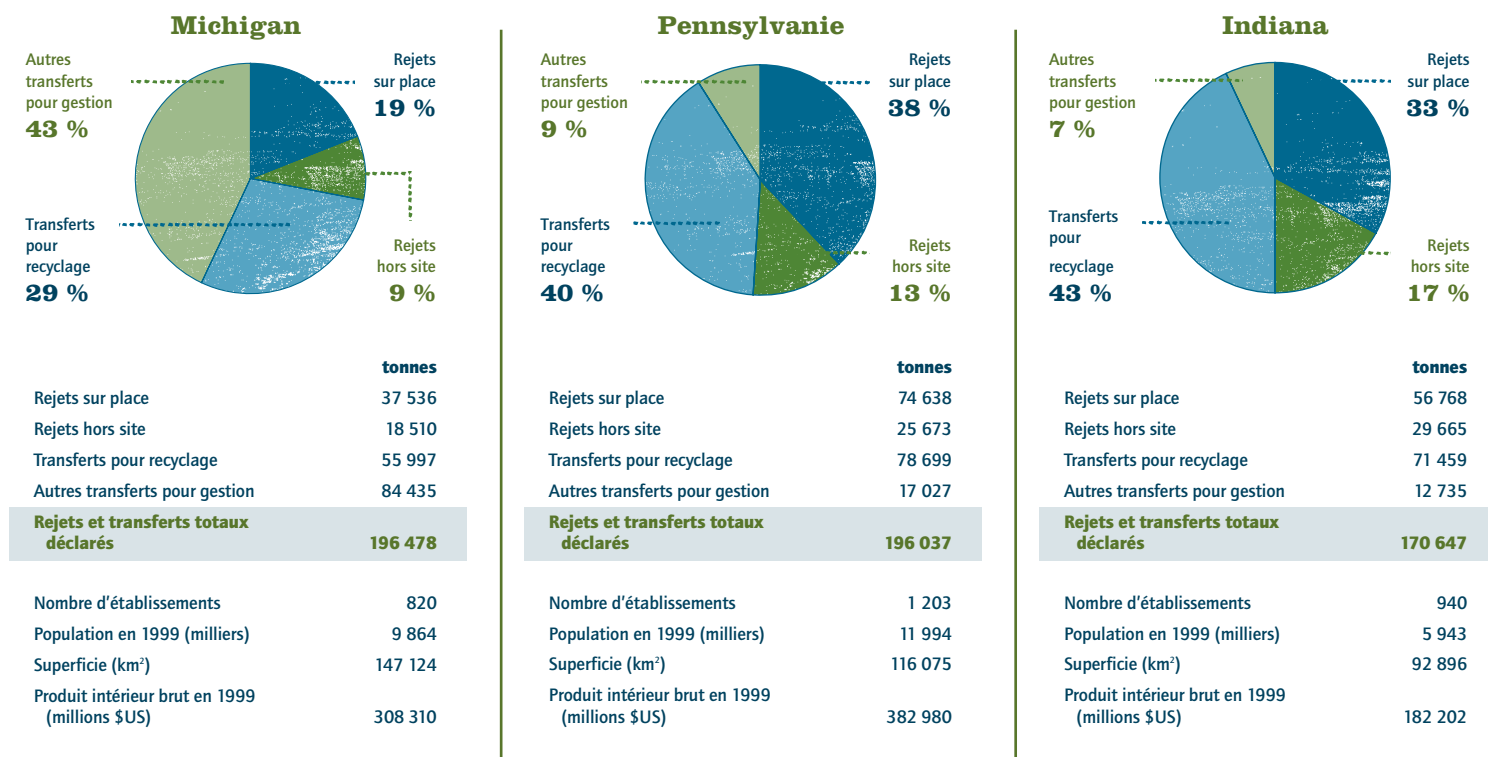 Michigan
Autres
transferts
pour gestion
43 %
Rejets
sur place
19 %
Transferts
pour
recyclage
29 %
Rejets
hors site
9 %
tonnes
Rejets sur place 37 536
Rejets hors site 18 510
Transferts pour recyclage 55 997
Autres transferts pour gestion 84 435
Rejets et transferts totaux
déclarés 196 478
Nombre d'établissements 820
Population en 1999 (milliers) 9 864
Superficie (km²) 147 124
Produit intérieur brut en 1999
(millions $US) 308 310
Pennsylvanie
Autres
transferts
pour gestion
9 %
Rejets
sur place
38 %
Transferts
pour
recyclage
40 %
Rejets
hors site
13 %
tonnes
Rejets sur place 74 638
Rejets hors site 25 673
Transferts pour recyclage 78 699
Autres transferts pour gestion 17 027
Rejets et transferts totaux
déclarés 196 037
Nombre d'établissements 1 203
Population en 1999 (milliers) 11 994
Superficie (km²) 116 075
Produit intérieur brut en 1999
(millions $US) 382 980
Indiana
Autres
transferts
pour gestion
7 %
Rejets
sur place
33 %
Transferts
pour
recyclage
43 %
Rejets
hors site
17 %
tonnes
Rejets sur place 56 768
Rejets hors site 29 665
Transferts pour recyclage 71 459
Autres transferts pour gestion 12 735
Rejets et transferts totaux
déclarés 170 647
Nombre d'établissements 940
Population en 1999 (milliers) 5 943
Superficie (km²) 92 896
Produit intérieur brut en 1999
(millions $US) 182 202